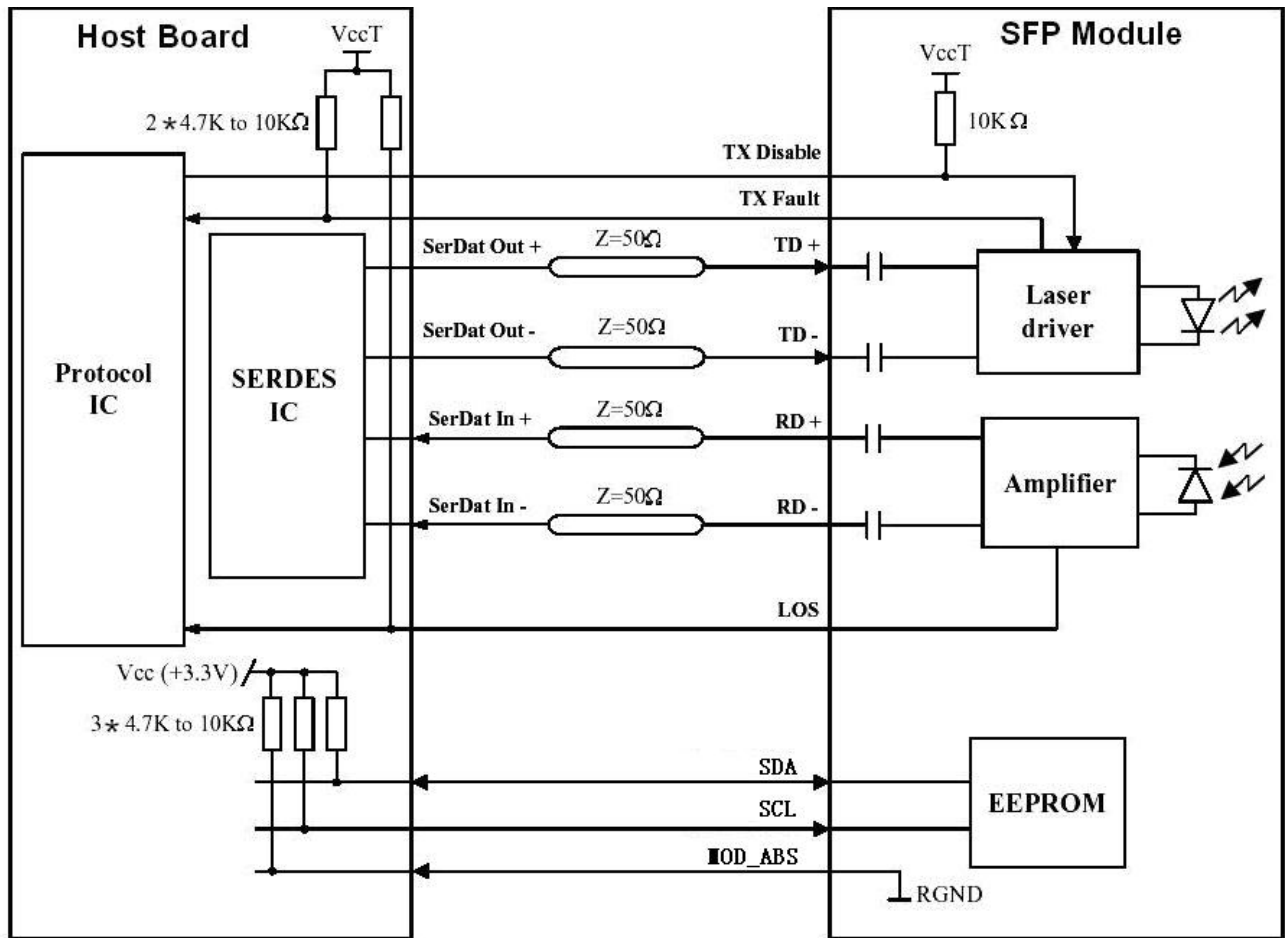 Host Board
SFP Module
VccT
VccT
2*4.7K to 10KΩ
10KΩ
TX Disable
TX Fault
SerDat Out +
Z=50Ω
TD +
SerDat Out -
Z=50Ω
TD -
Laser
driver
Protocol
IC
SERDES
IC
SerDat In +
Z=50Ω
RD +
SerDat In -
Z=50Ω
RD -
Amplifier
LOS
Vcc (+3.3V)
3*4.7K to 10KΩ
SDA
SCL
EEPROM
MOD_ABS
RGND